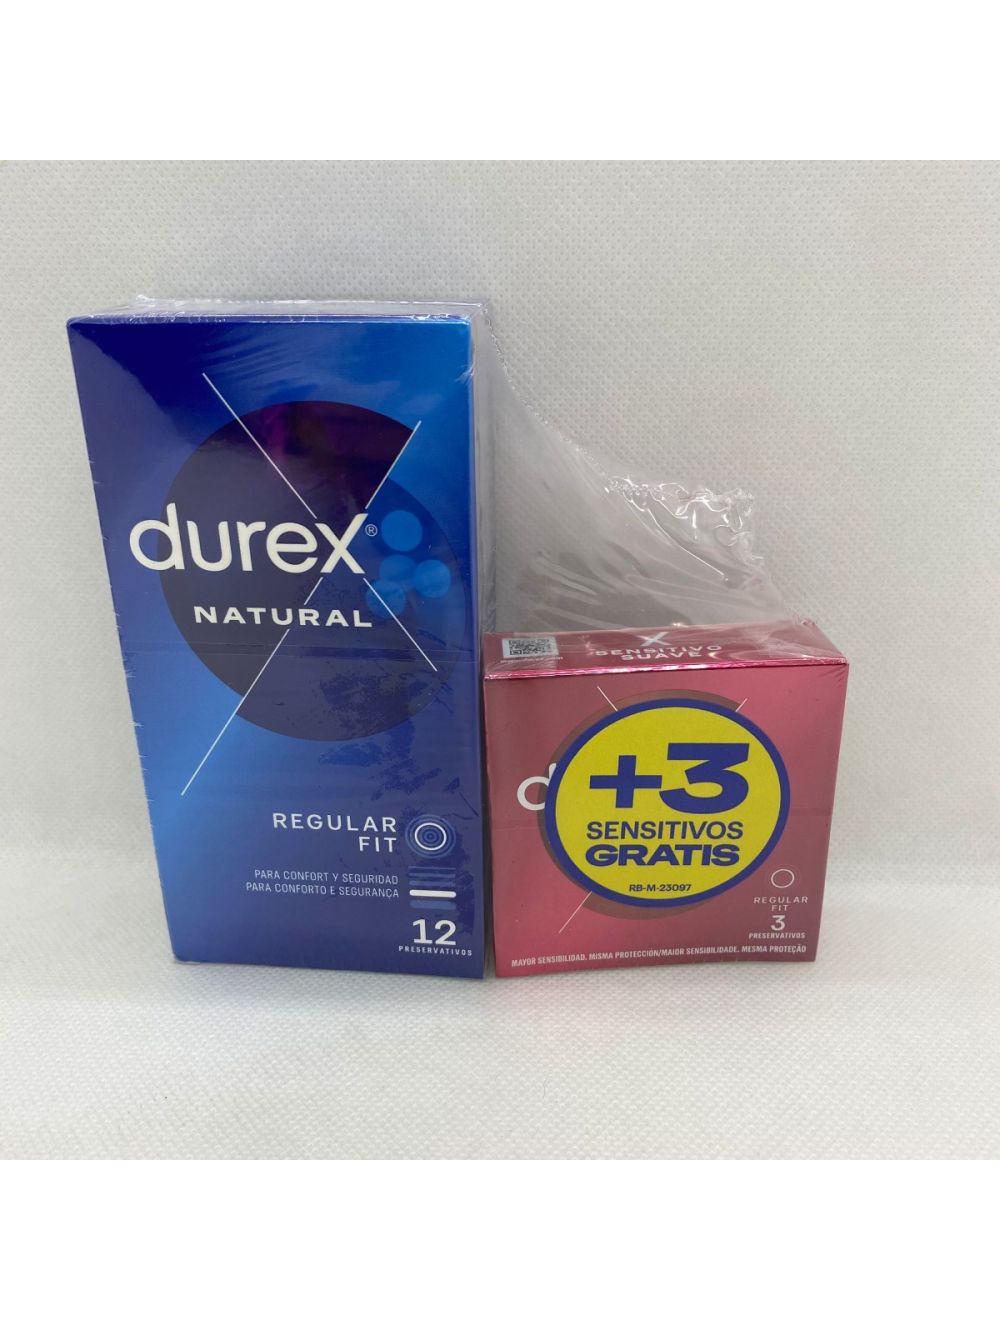 durex®
NATURAL
REGULAR
FIT
PARA CONFORT Y SEGURIDAD
PARA CONFORTO E SEGURANÇA
12
PRESERVATIVOS
X
SENSITIVO
SUAVE
d
+3
SENSITIVOS
GRATIS
RB-M-23097
REGULAR
FIT
3
PRESERVATIVOS
MAYOR SENSIBILIDAD. MISMA PROTECCIÓN/MAIOR SENSIBILIDADE. MESMA PROTEÇÃO